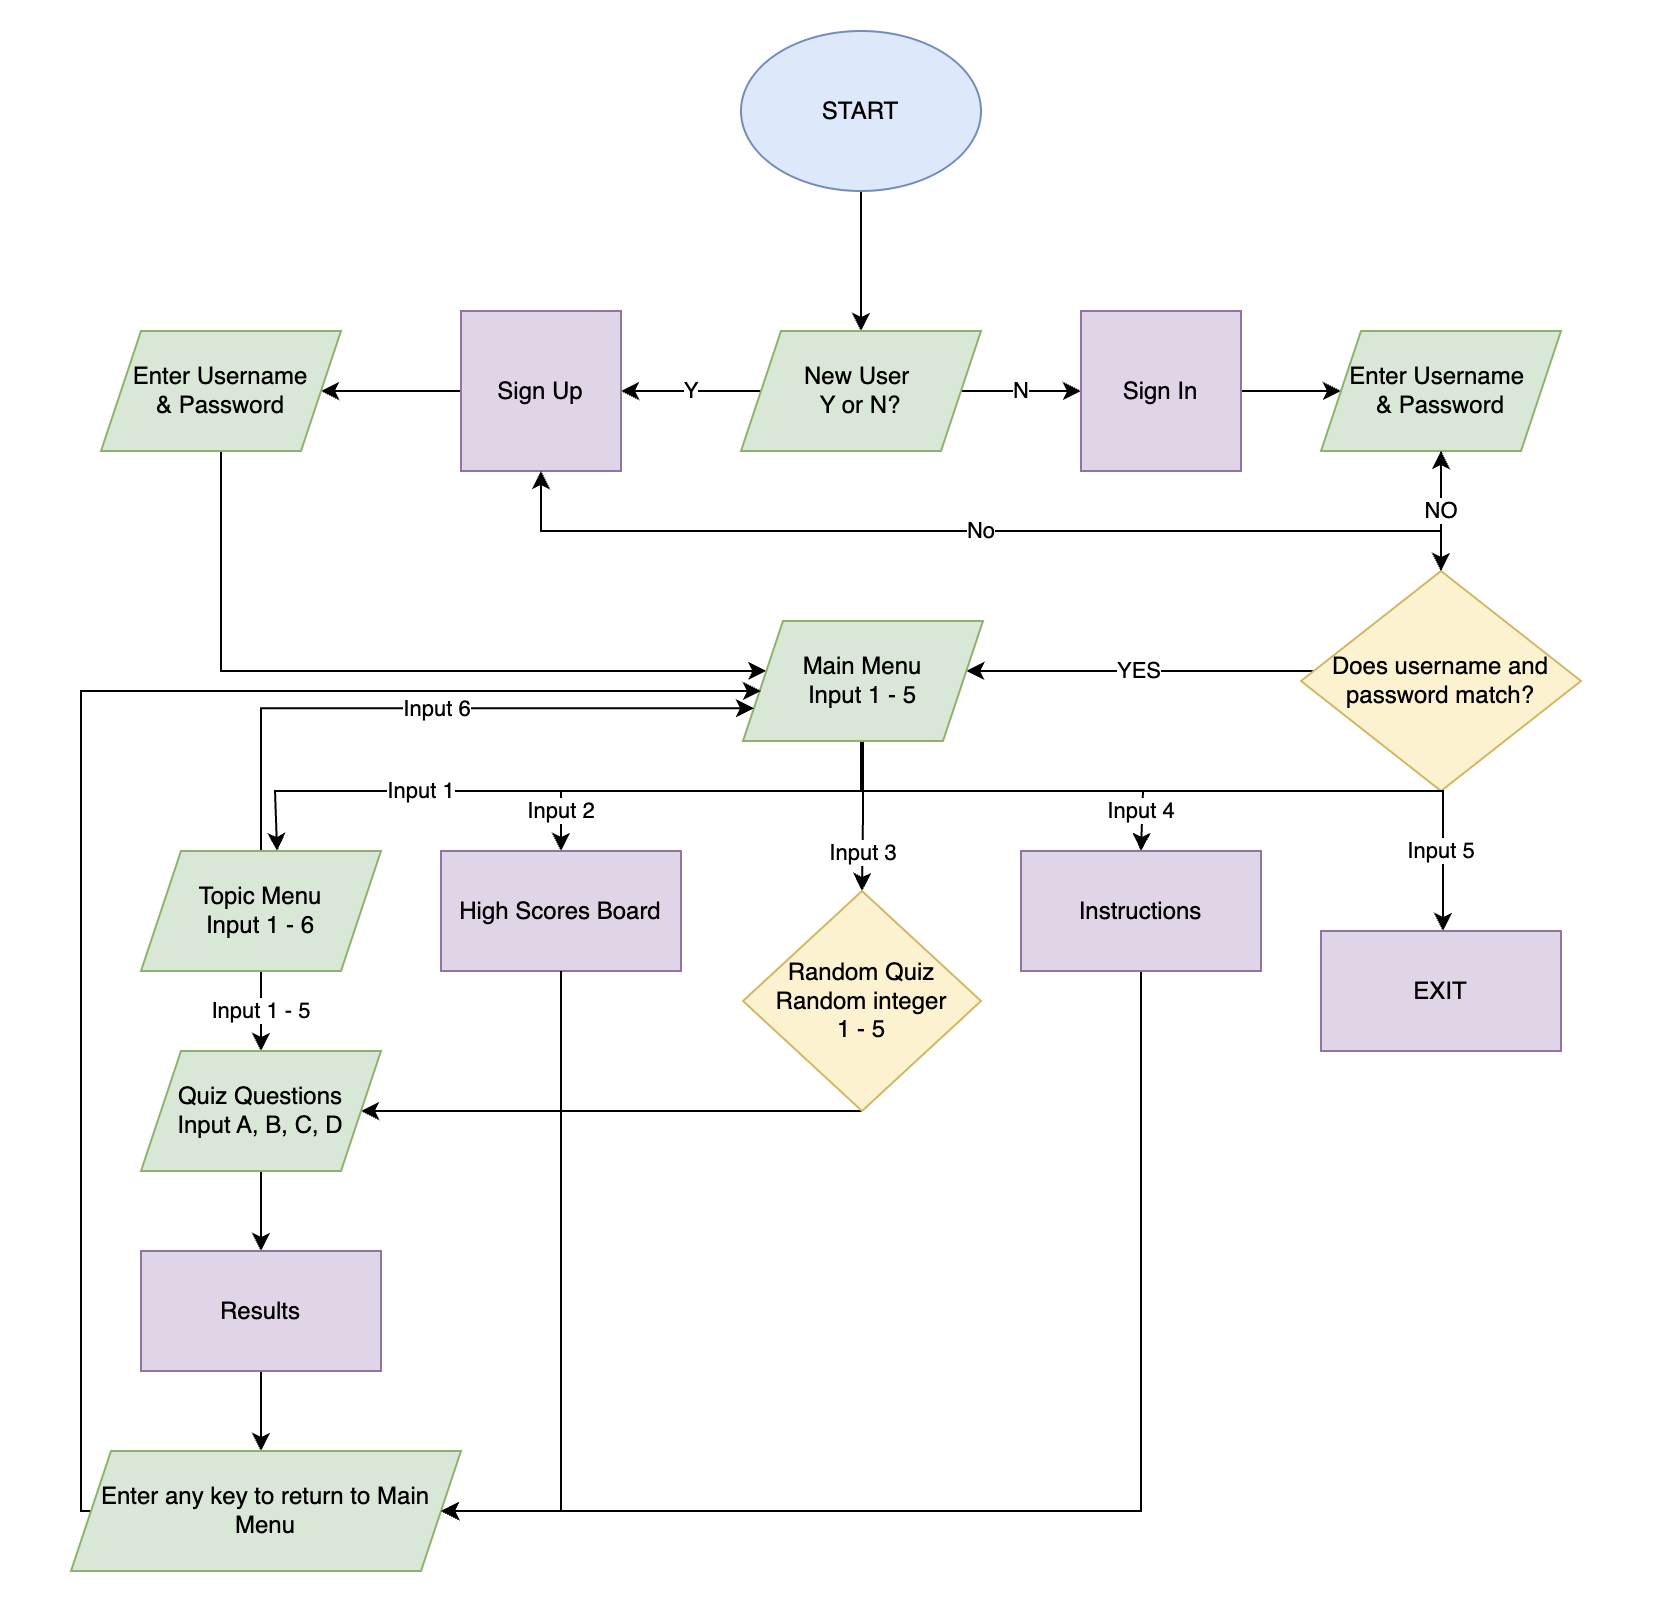 START
Enter Username
& Password
Sign Up
Y
New User
Y or N?
N
Sign In
Enter Username
& Password
NO
No
Main Menu
Input 1 - 5
YES
Does username and
password match?
Input 6
Input 1
Input 2
Input 3
Input 4
Input 5
Topic Menu
Input 1 - 6
High Scores Board
Random Quiz
Random integer
1 - 5
Instructions
EXIT
Input 1 - 5
Quiz Questions
Input A, B, C, D
Results
Enter any key to return to Main
Menu